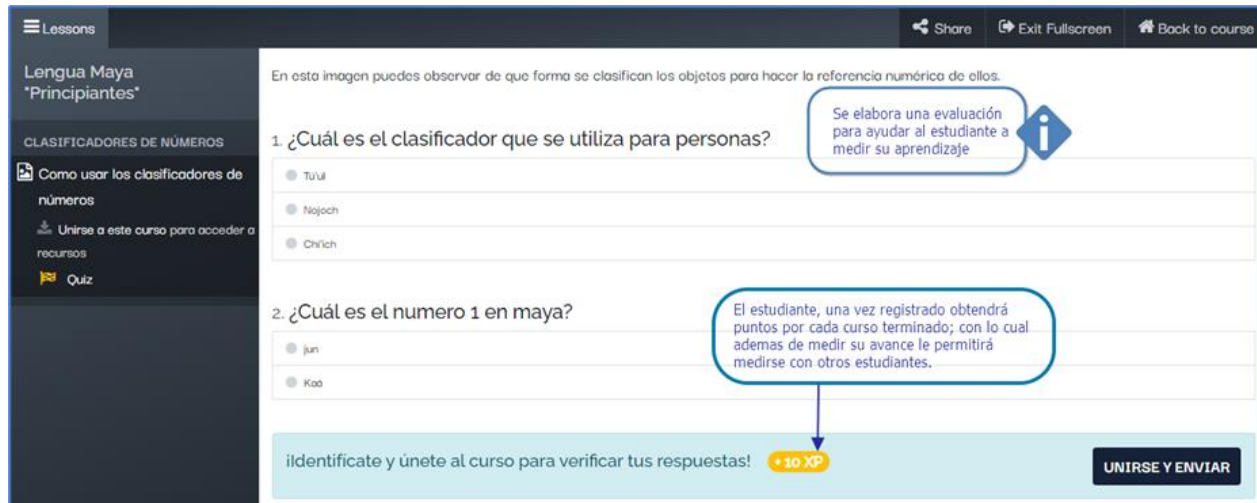 Lessons
Share
Exit Fullscreen
Back to course
Lengua Maya
"Principiantes"
CLASIFICADORES DE NÚMEROS
Como usar los clasificadores de
números
Unirse a este curso para acceder a
recursos
Quiz
En esta imagen puedes observar de que forma se clasifican los objetos para hacer la referencia numérica de ellos.
Se elabora una evaluación
para ayudar al estudiante a
medir su aprendizaje
i
1. ¿Cuál es el clasificador que se utiliza para personas?
Tu'ul
Nojoch
Chi'ich
2. ¿Cuál es el numero 1 en maya?
jun
Kaá
El estudiante, una vez registrado obtendrá
puntos por cada curso terminado; con lo cual
ademas de medir su avance le permitirá
medirse con otros estudiantes.
¡Identifícate y únete al curso para verificar tus respuestas!
+ 10 XP
UNIRSE Y ENVIAR